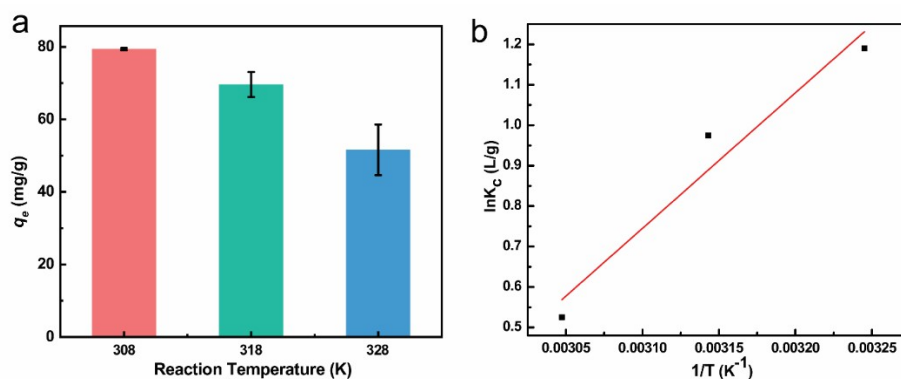 a
80
60
40
20
0
qe (mg/g)
308 318 328
Reaction Temperature (K)
b
1.2
1.1
1.0
0.9
0.8
0.7
0.6
0.5
lnKC (L/g)
0.00305 0.00310 0.00315 0.00320 0.00325
1/T (K-1)